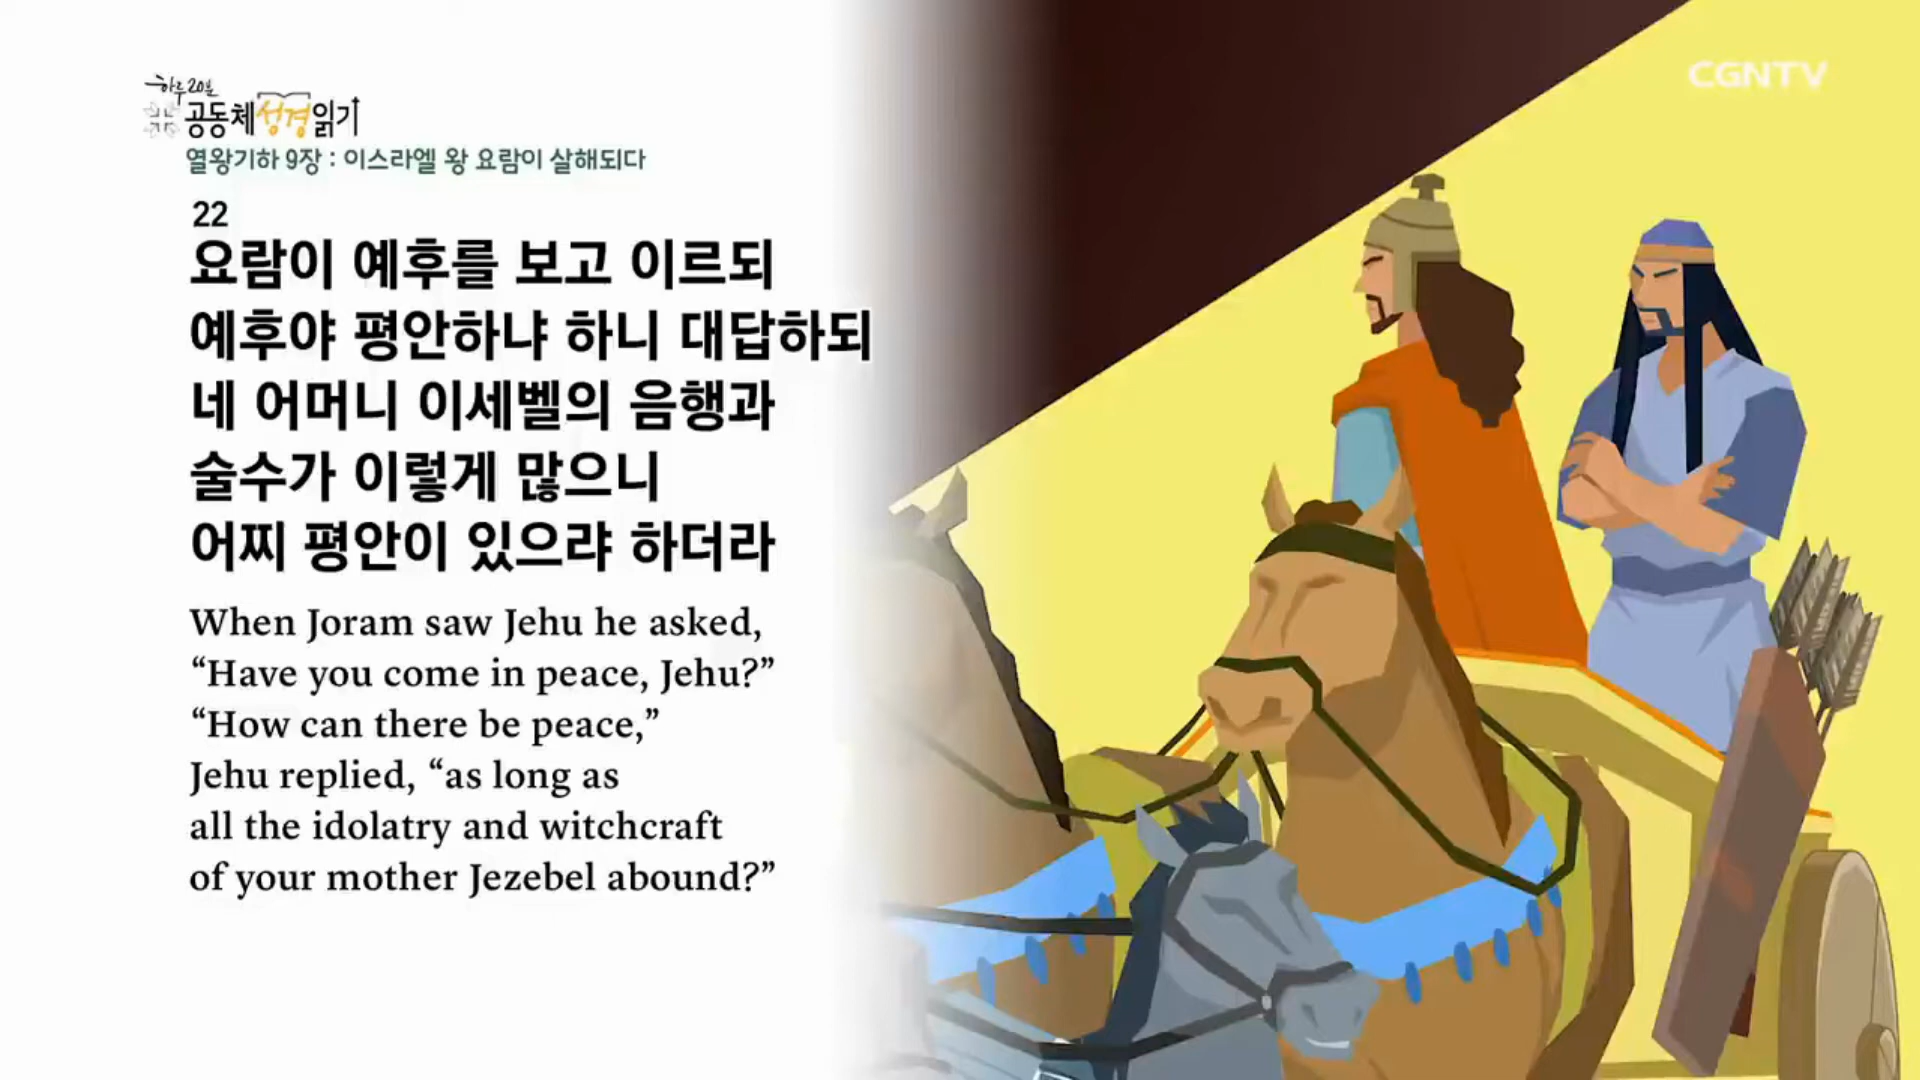 하루 20분
공동체성경읽기
CGNTV
열왕기하 9장 : 이스라엘 왕 요람이 살해되다
22
요람이 예후를 보고 이르되
예후야 평안하냐 하니 대답하되
네 어머니 이세벨의 음행과
술수가 이렇게 많으니
어찌 평안이 있으랴 하더라
When Joram saw Jehu he asked,
“Have you come in peace, Jehu?”
“How can there be peace,”
Jehu replied, “as long as
all the idolatry and witchcraft
of your mother Jezebel abound?”